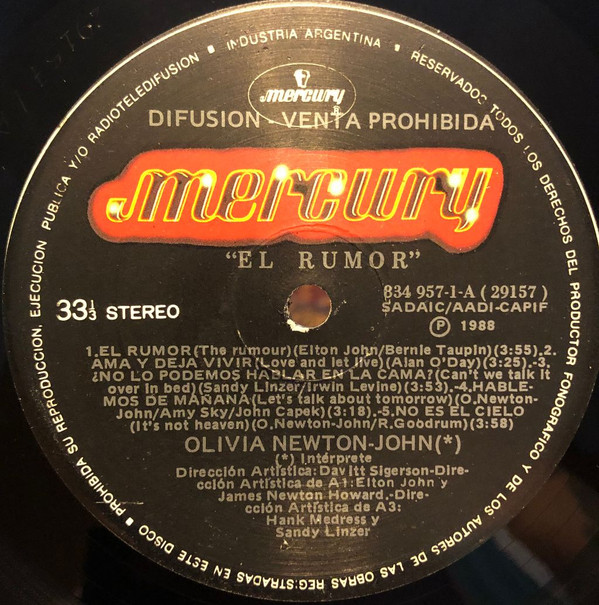 INDUSTRIA ARGENTINA
RESERVADOS TODOS LOS DERECHOS DEL PRODUCTOR FONOGRAFICO Y DE LOS AUTORES DE LAS OBRAS REGISTRADAS EN ESTE DISCO
PROHIBIDA SU REPRODUCCION, EJECUCION PUBLICA Y/O RADIOTELEDIFUSION
mercury
DIFUSION - VENTA PROHIBIDA
mercury
"EL RUMOR"
33⅓ STEREO
834 957-1-A (29157)
SADAIC/AADI-CAPIF
Ⓟ 1988
1.EL RUMOR(The rumour)(Elton John/Bernie Taupin)(3:55).2.
AMA Y DEJA VIVIR(Love and let live)(Alan O'Day)(3:25).-3.
¿NO LO PODEMOS HABLAR EN LA CAMA?(Can't we talk it
over in bed)(Sandy Linzer/Irwin Levine)(3:53).-4.HABLE-
MOS DE MAÑANA(Let's talk about tomorrow)(O.Newton-
John/Amy Sky/John Capek)(3:18).-5.NO ES EL CIELO
(It's not heaven)(O.Newton-John/R.Goodrum)(3:58)
OLIVIA NEWTON-JOHN(*)
(*) Intérprete
Dirección Artística:Davitt Sigerson-Dire-
cción Artística de A1:Elton John y
James Newton Howard.-Dire-
cción Artística de A3:
Hank Medress y
Sandy Linzer